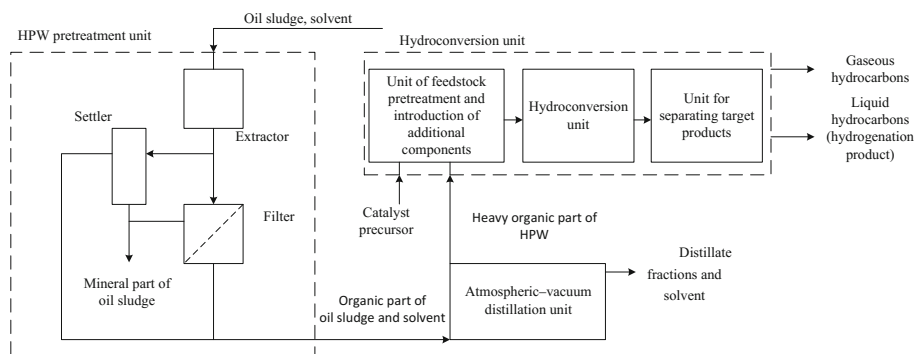 Oil sludge, solvent
HPW pretreatment unit
Extractor
Settler
Filter
Mineral part of
oil sludge
Organic part of
oil sludge and solvent
Hydroconversion unit
Unit of feedstock
pretreatment and
introduction of
additional
components
Hydroconversion
unit
Unit for
separating target
products
Gaseous
hydrocarbons
Liquid
hydrocarbons
(hydrogenation
product)
Catalyst
precursor
Heavy organic part of
HPW
Atmospheric–vacuum
distillation unit
Distillate
fractions and
solvent